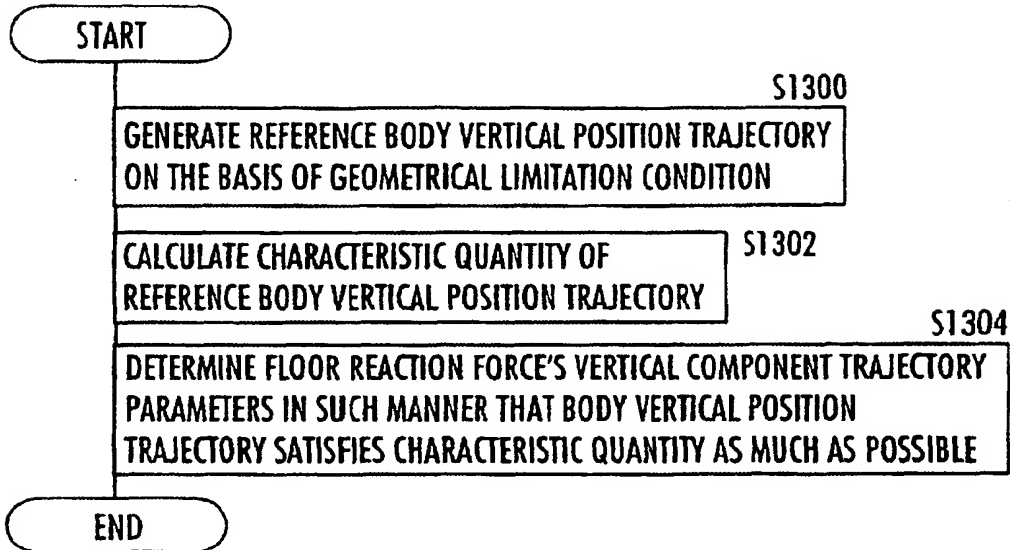 START
S1300
GENERATE REFERENCE BODY VERTICAL POSITION TRAJECTORY
ON THE BASIS OF GEOMETRICAL LIMITATION CONDITION
CALCULATE CHARACTERISTIC QUANTITY OF
REFERENCE BODY VERTICAL POSITION TRAJECTORY
S1302
S1304
DETERMINE FLOOR REACTION FORCE'S VERTICAL COMPONENT TRAJECTORY
PARAMETERS IN SUCH MANNER THAT BODY VERTICAL POSITION
TRAJECTORY SATISFIES CHARACTERISTIC QUANTITY AS MUCH AS POSSIBLE
END